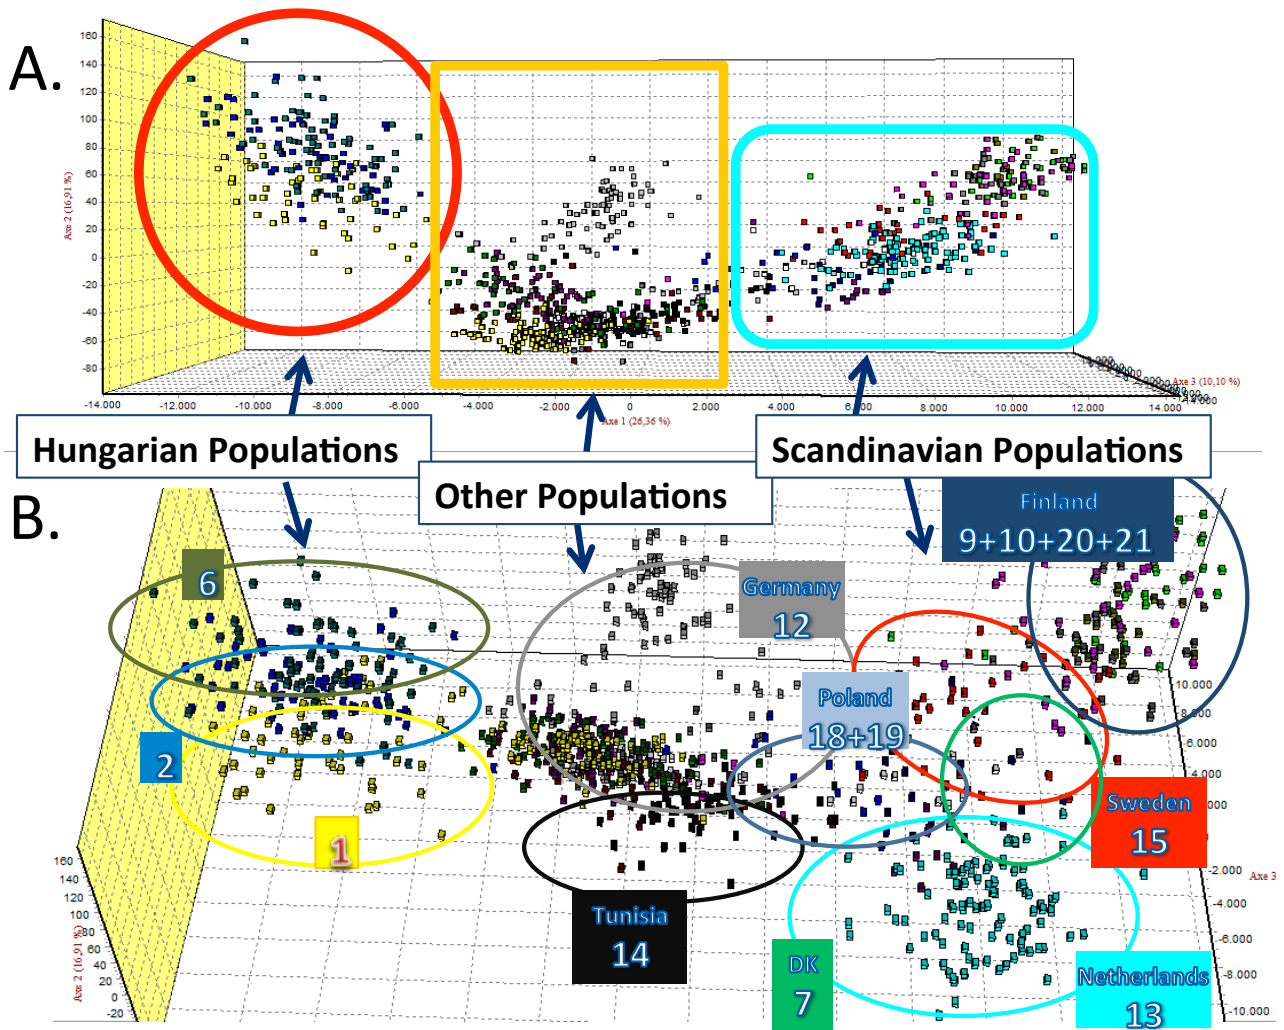 A.
160
140
120
100
80
60
40
20
0
-20
-40
-60
-80
Axe 2 (16,91 %)
-14.000 -12.000 -10.000 -8.000 -6.000 -4.000 -2.000 0 2.000 4.000 6.000 8.000 10.000 12.000 14.000
Axe 1 (26,36 %)
Axe 3 (10,10 %)
Hungarian Populations
Other Populations
Scandinavian Populations
B.
Finland
9+10+20+21
6
Germany
12
Poland
18+19
2
1
Sweden
15
Tunisia
14
DK
7
Netherlands
13
10.000
8.000
6.000
4.000
-2.000
Axe 3
-4.000
-6.000
-8.000
-10.000
160
140
120
100
80
60
40
20
0
-20
Axe 2 (16,91 %)